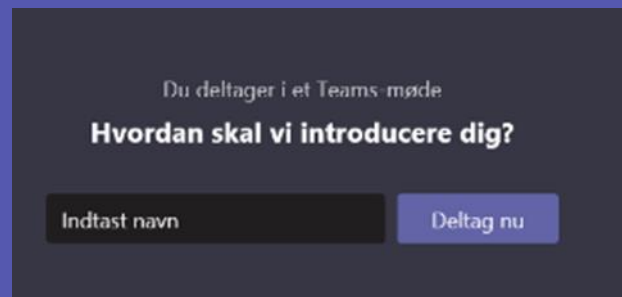 Du deltager i et Teams-møde
Hvordan skal vi introducere dig?
Indtast navn
Deltag nu